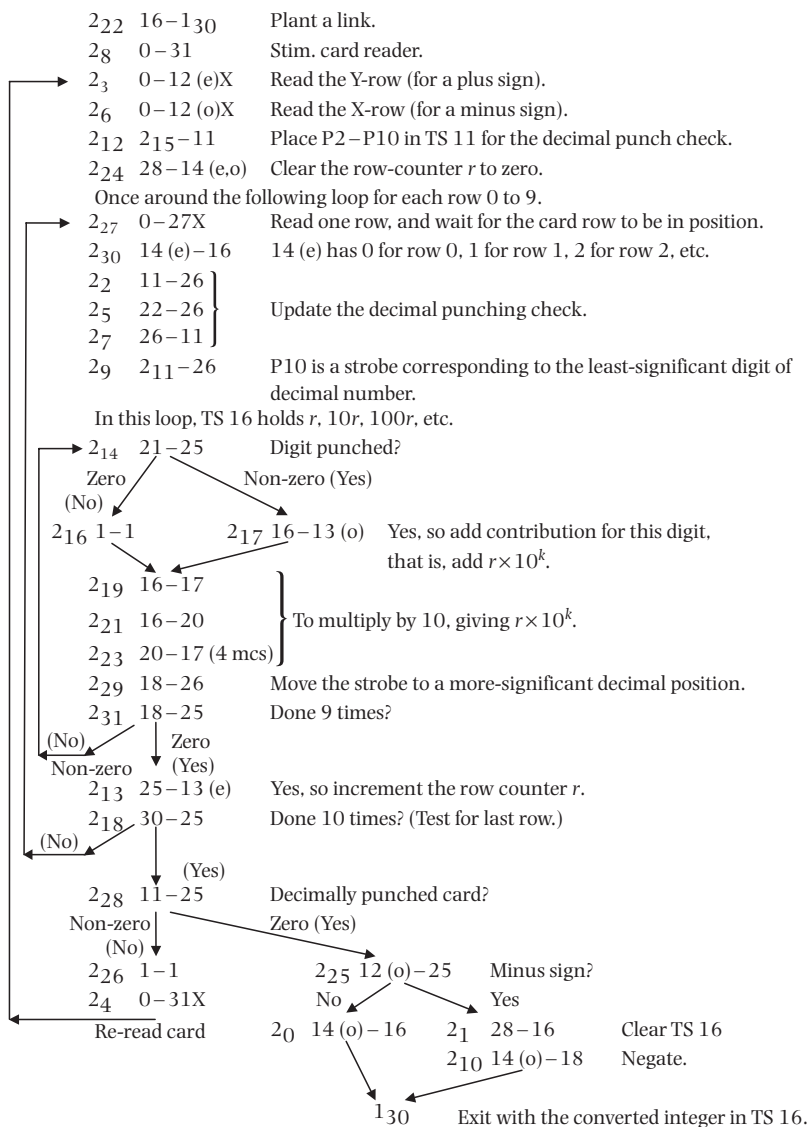 2₂₂ 16–1₃₀ Plant a link.
2₈ 0–31 Stim. card reader.
2₃ 0–12 (e)X Read the Y-row (for a plus sign).
2₆ 0–12 (o)X Read the X-row (for a minus sign).
2₁₂ 2₁₅–11 Place P2–P10 in TS 11 for the decimal punch check.
2₂₄ 28–14 (e,o) Clear the row-counter r to zero.
Once around the following loop for each row 0 to 9.
2₂₇ 0–27X Read one row, and wait for the card row to be in position.
2₃₀ 14 (e)–16 14 (e) has 0 for row 0, 1 for row 1, 2 for row 2, etc.
2₂ 11–26
2₅ 22–26 Update the decimal punching check.
2₇ 26–11
2₉ 2₁₁–26 P10 is a strobe corresponding to the least-significant digit of
decimal number.
In this loop, TS 16 holds r, 10r, 100r, etc.
2₁₄ 21–25 Digit punched?
Zero Non-zero (Yes)
(No)
2₁₆ 1–1 2₁₇ 16–13 (o) Yes, so add contribution for this digit,
that is, add r×10ᵏ.
2₁₉ 16–17
2₂₁ 16–20 To multiply by 10, giving r×10ᵏ.
2₂₃ 20–17 (4 mcs)
2₂₉ 18–26 Move the strobe to a more-significant decimal position.
2₃₁ 18–25 Done 9 times?
(No) Zero
Non-zero (Yes)
2₁₃ 25–13 (e) Yes, so increment the row counter r.
2₁₈ 30–25 Done 10 times? (Test for last row.)
(No)
(Yes)
2₂₈ 11–25 Decimally punched card?
Non-zero Zero (Yes)
(No)
2₂₆ 1–1 2₂₅ 12 (o)–25 Minus sign?
2₄ 0–31X No Yes
Re-read card 2₀ 14 (o)–16 2₁ 28–16 Clear TS 16
2₁₀ 14 (o)–18 Negate.
1₃₀ Exit with the converted integer in TS 16.